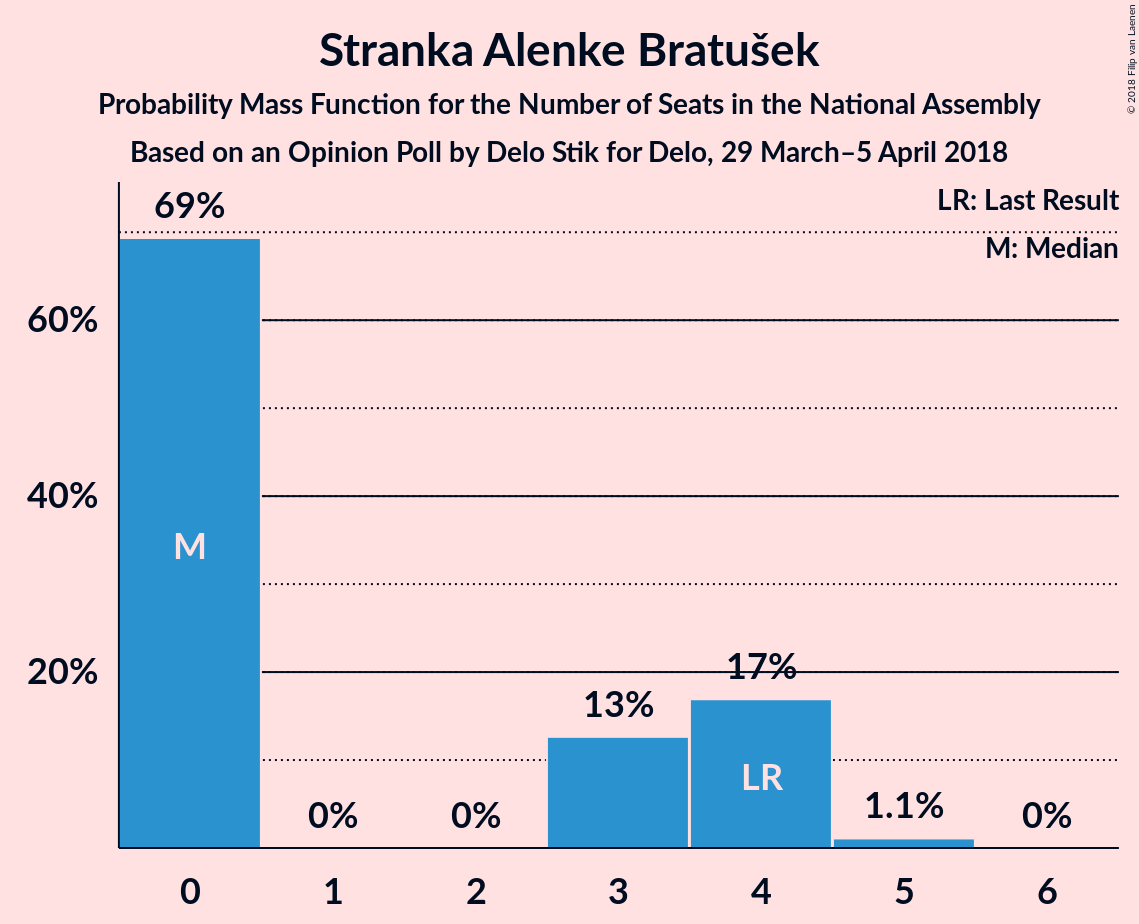 Stranka Alenke Bratušek
Probability Mass Function for the Number of Seats in the National Assembly
Based on an Opinion Poll by Delo Stik for Delo, 29 March–5 April 2018
© 2018 Filip van Laenen
LR: Last Result
M: Median
69%
60%
40%
20%
M
0%
0%
13%
17%
LR
1.1%
0%
0 1 2 3 4 5 6